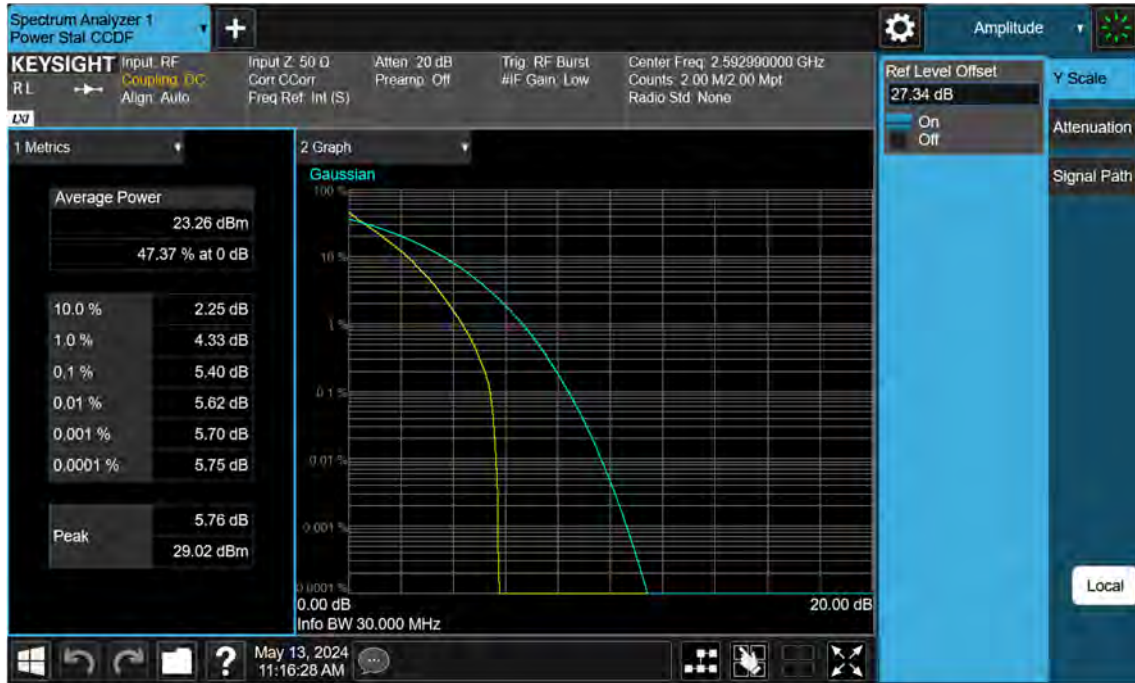 Spectrum Analyzer 1
Power Stat CCDF
+
Amplitude
KEYSIGHT
RL
LXI
Input: RF
Coupling: DC
Align: Auto
Input Z: 50 Ω
Corr CCorr
Freq Ref: Int (S)
Atten: 20 dB
Preamp: Off
Trig: RF Burst
#IF Gain: Low
Center Freq: 2.592990000 GHz
Counts: 2.00 M/2.00 Mpt
Radio Std: None
Ref Level Offset
27.34 dB
On
Off
Y Scale
Attenuation
Signal Path
1 Metrics
Average Power
23.26 dBm
47.37 % at 0 dB
10.0 % 2.25 dB
1.0 % 4.33 dB
0.1 % 5.40 dB
0.01 % 5.62 dB
0.001 % 5.70 dB
0.0001 % 5.75 dB
Peak
5.76 dB
29.02 dBm
2 Graph
Gaussian
100 %
10 %
1 %
0.1 %
0.01 %
0.001 %
0.0001 %
0.00 dB
20.00 dB
Info BW 30.000 MHz
Local
?
May 13, 2024
11:16:28 AM